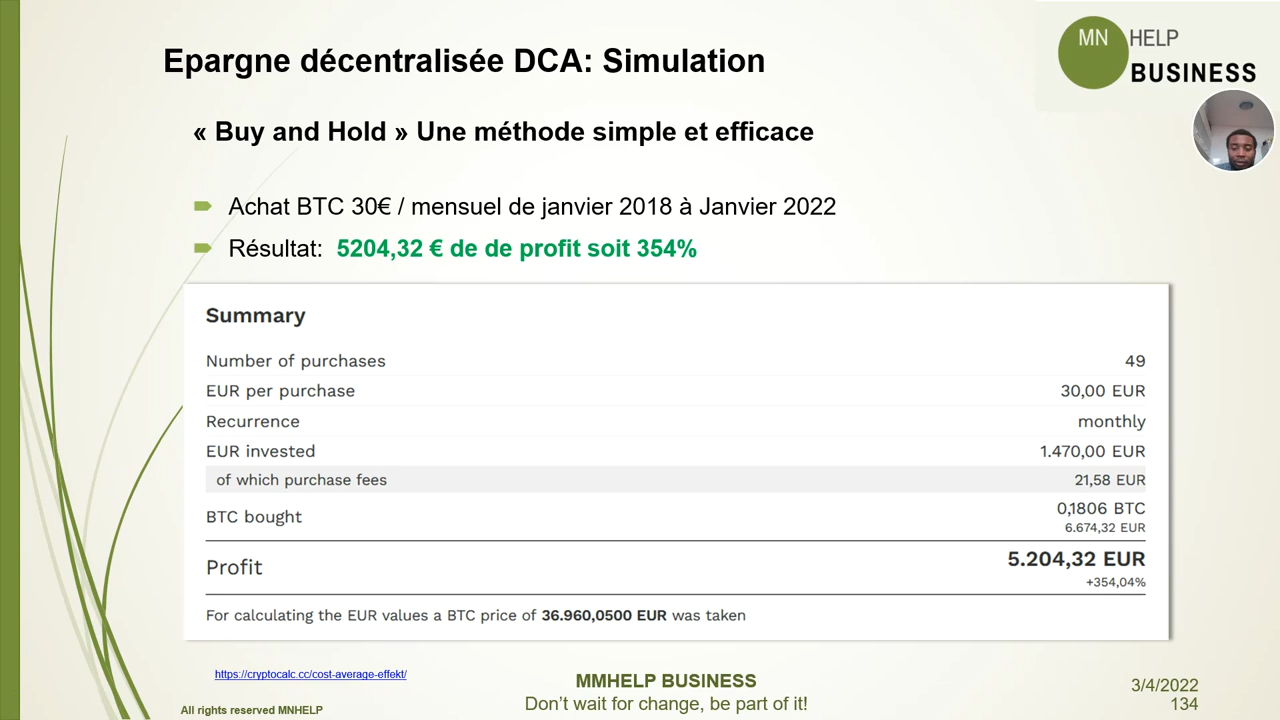 Epargne décentralisée DCA: Simulation
MN HELP
BUSINESS
« Buy and Hold » Une méthode simple et efficace
Achat BTC 30€ / mensuel de janvier 2018 à Janvier 2022
Résultat: 5204,32 € de de profit soit 354%
Summary
Number of purchases 49
EUR per purchase 30,00 EUR
Recurrence monthly
EUR invested 1.470,00 EUR
of which purchase fees 21,58 EUR
BTC bought 0,1806 BTC
6.674,32 EUR
Profit 5.204,32 EUR
+354,04%
For calculating the EUR values a BTC price of 36.960,0500 EUR was taken
https://cryptocalc.cc/cost-average-effekt/
All rights reserved MNHELP
MMHELP BUSINESS
Don't wait for change, be part of it!
3/4/2022
134